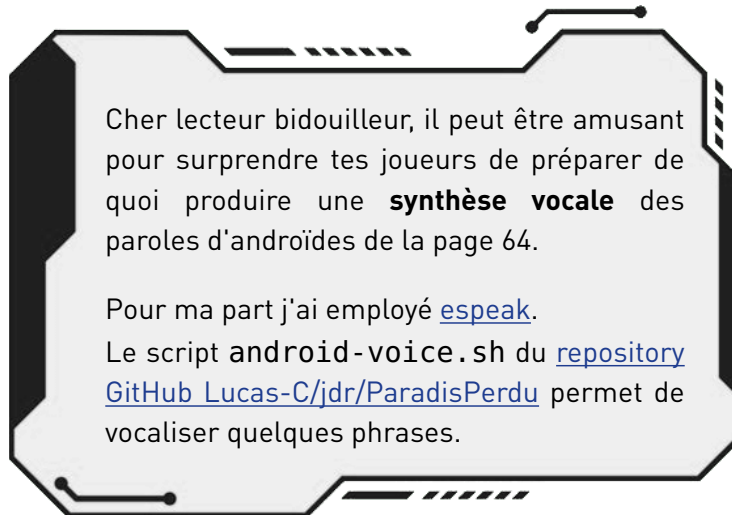 Cher lecteur bidouilleur, il peut être amusant
pour surprendre tes joueurs de préparer de
quoi produire une synthèse vocale des
paroles d'androïdes de la page 64.
Pour ma part j'ai employé espeak.
Le script android-voice.sh du repository
GitHub Lucas-C/jdr/ParadisPerdu permet de
vocaliser quelques phrases.